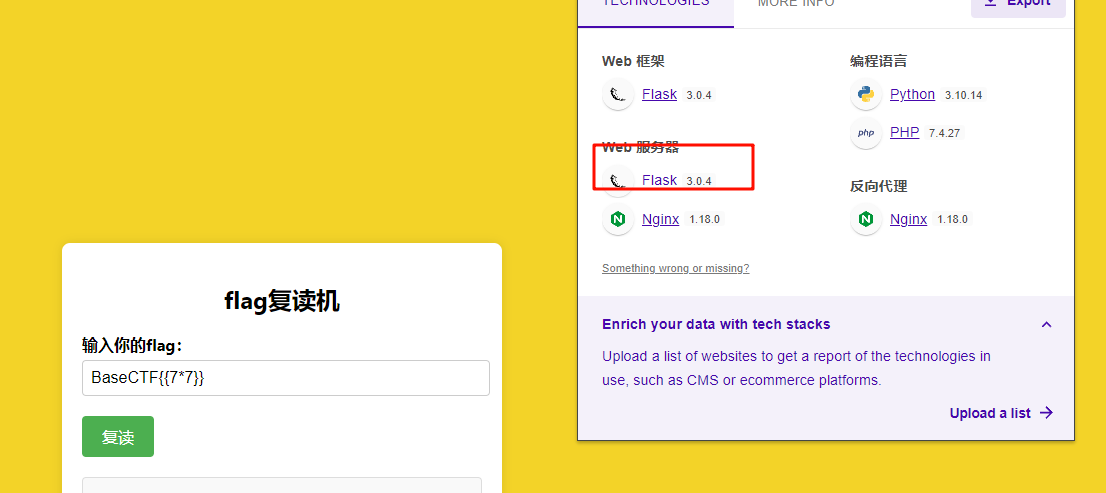 TECHNOLOGIES
MORE INFO
Export
Web 框架
Flask 3.0.4
Web 服务器
Flask 3.0.4
Nginx 1.18.0
Something wrong or missing?
编程语言
Python 3.10.14
php PHP 7.4.27
反向代理
Nginx 1.18.0
Enrich your data with tech stacks
Upload a list of websites to get a report of the technologies in
use, such as CMS or ecommerce platforms.
Upload a list
flag复读机
输入你的flag：
BaseCTF{{7*7}}
复读